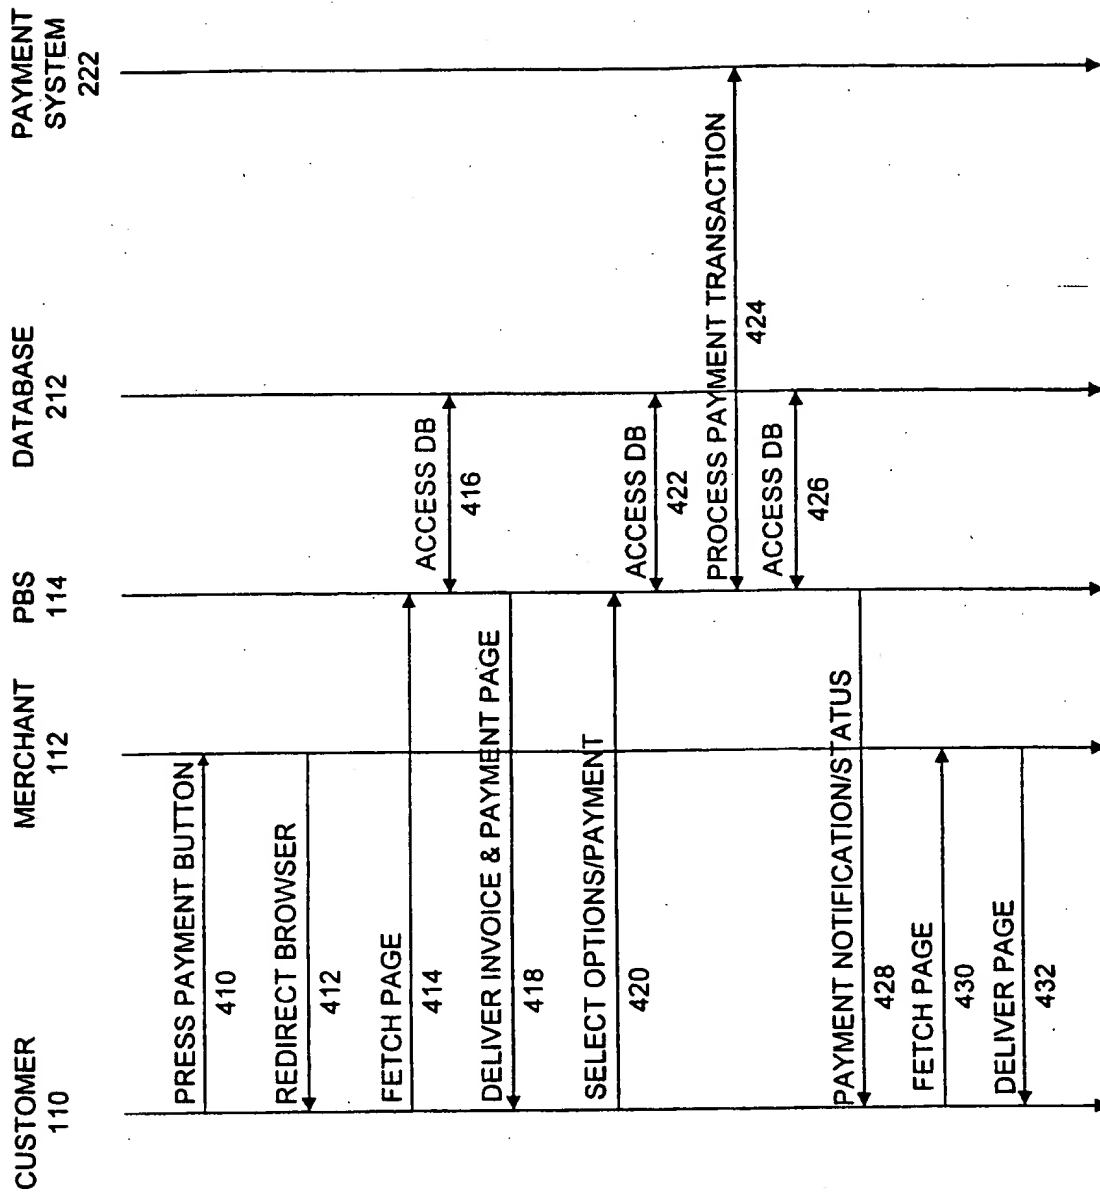 CUSTOMER
110
MERCHANT
112
PBS
114
DATABASE
212
PAYMENT
SYSTEM
222
PRESS PAYMENT BUTTON
410
REDIRECT BROWSER
412
FETCH PAGE
414
ACCESS DB
416
DELIVER INVOICE & PAYMENT PAGE
418
SELECT OPTIONS/PAYMENT
420
ACCESS DB
422
PROCESS PAYMENT TRANSACTION
424
ACCESS DB
426
PAYMENT NOTIFICATION/STATUS
428
FETCH PAGE
430
DELIVER PAGE
432